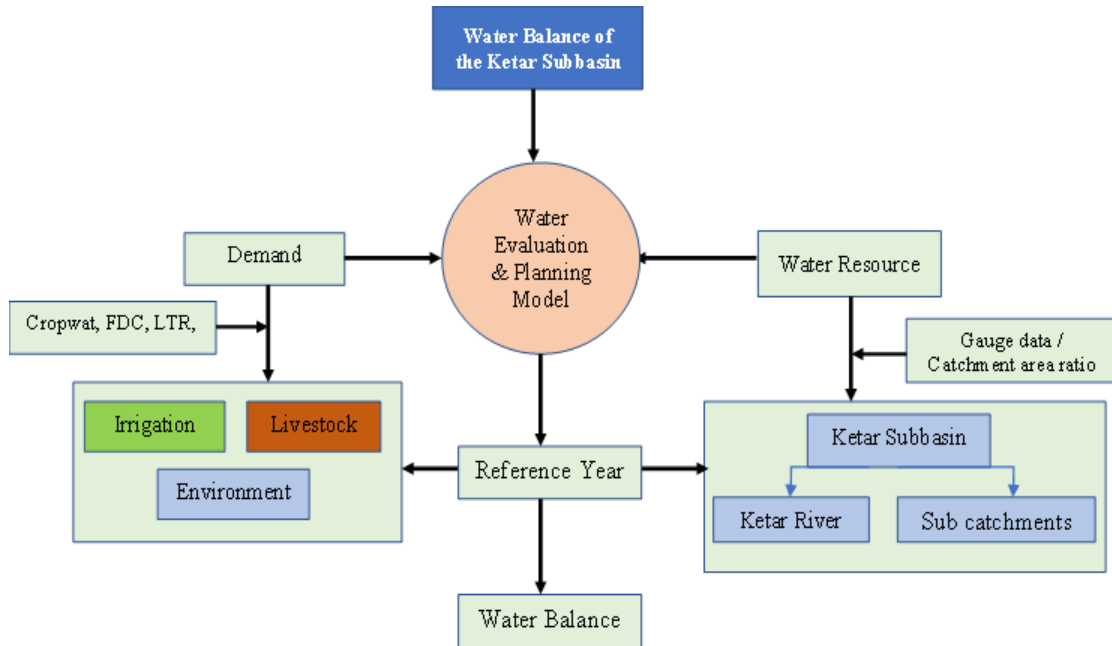 Water Balance of
the Ketar Subbasin
Water
Evaluation
& Planning
Model
Demand
Water Resource
Cropwat, FDC, LTR,
Gauge data /
Catchment area ratio
Irrigation
Livestock
Environment
Reference Year
Ketar Subbasin
Ketar River
Sub catchments
Water Balance